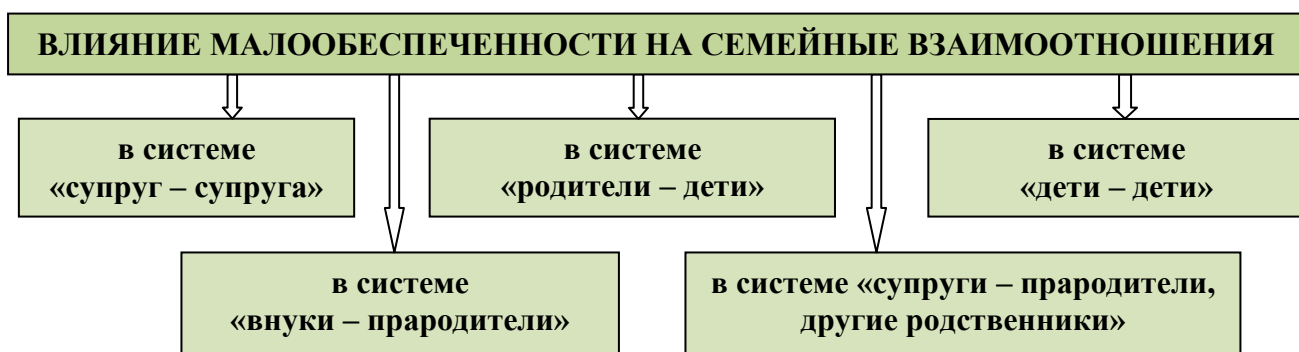 ВЛИЯНИЕ МАЛООБЕСПЕЧЕННОСТИ НА СЕМЕЙНЫЕ ВЗАИМООТНОШЕНИЯ
в системе
«супруг – супруга»
в системе
«родители – дети»
в системе
«дети – дети»
в системе
«внуки – прародители»
в системе «супруги – прародители,
другие родственники»